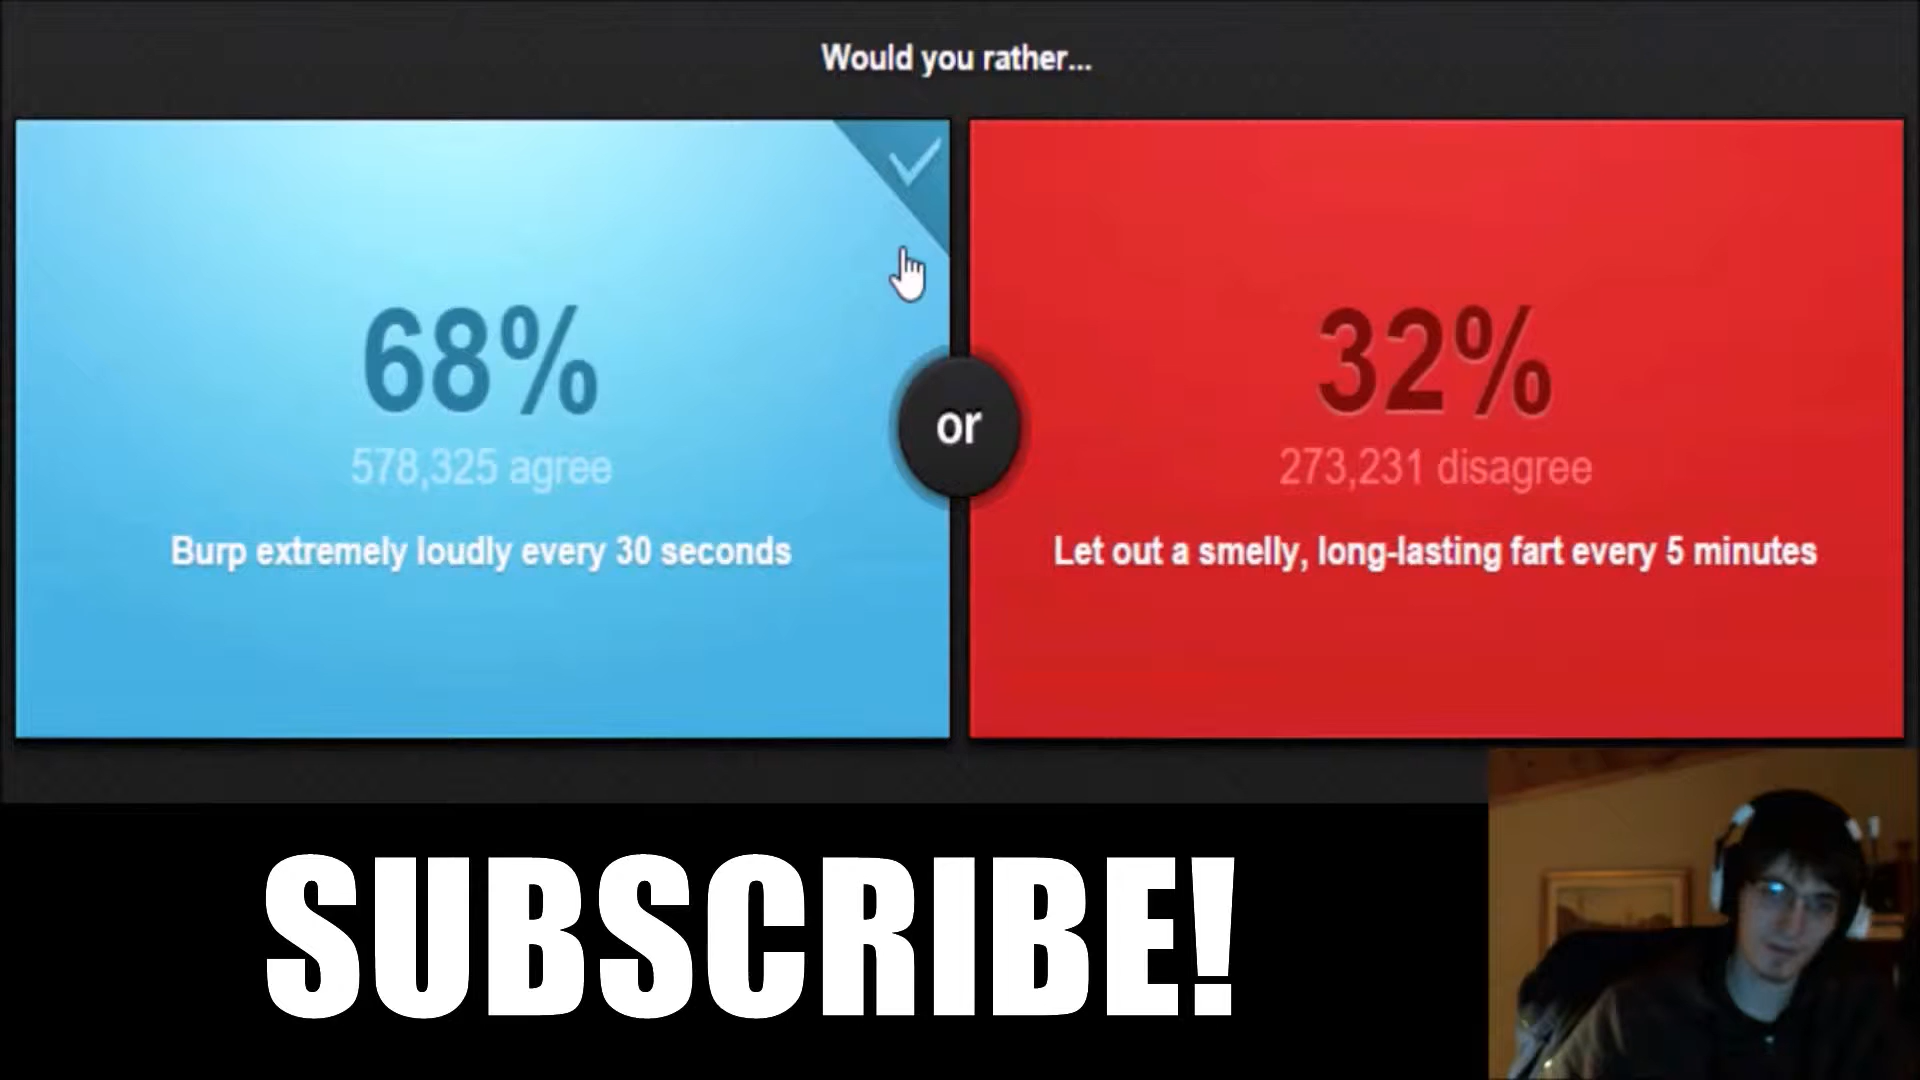 Would you rather...
68%
578,325 agree
Burp extremely loudly every 30 seconds
or
32%
273,231 disagree
Let out a smelly, long-lasting fart every 5 minutes
SUBSCRIBE!